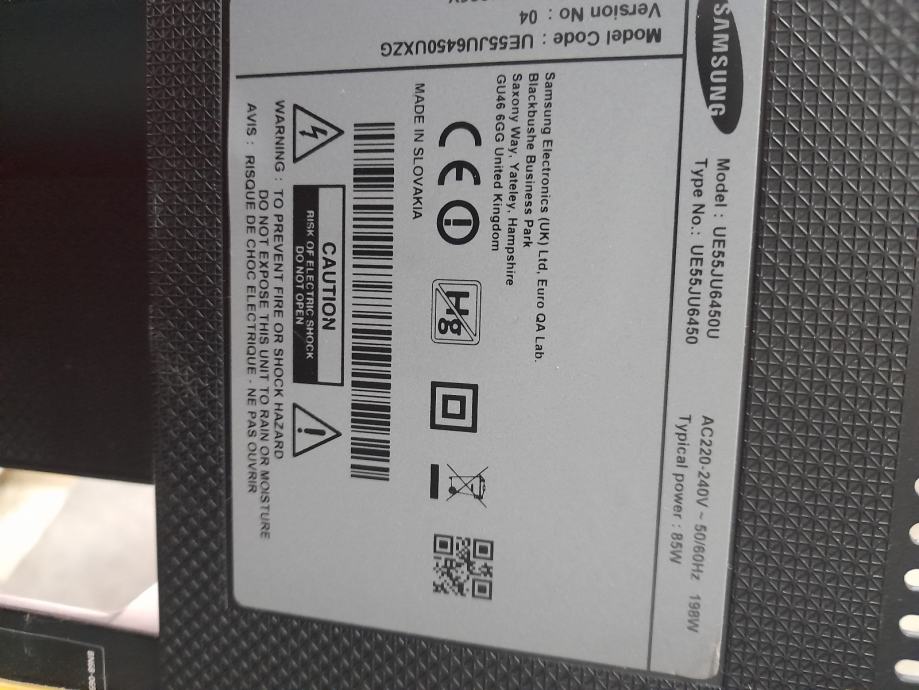 SAMSUNG
Model : UE55JU6450U
Type No.: UE55JU6450
AC220-240V ~ 50/60Hz 198W
Typical power : 85W
Model Code : UE55JU6450UXZG
Version No : 04
Samsung Electronics (UK) Ltd, Euro QA Lab.
Blackbushe Business Park
Saxony Way, Yateley, Hampshire
GU46 6GG United Kingdom
CE
Hg
MADE IN SLOVAKIA
CAUTION
RISK OF ELECTRIC SHOCK
DO NOT OPEN
WARNING : TO PREVENT FIRE OR SHOCK HAZARD
DO NOT EXPOSE THIS UNIT TO RAIN OR MOISTURE
AVIS : RISQUE DE CHOC ELECTRIQUE - NE PAS OUVRIR